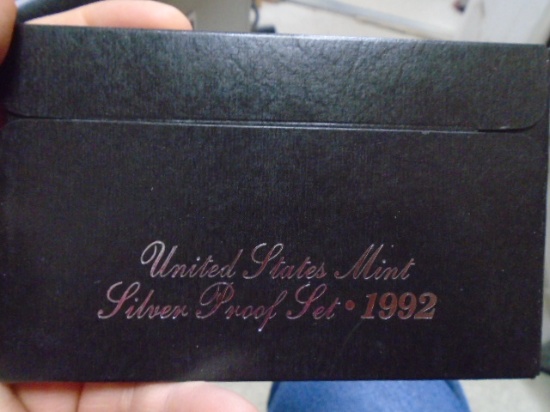 United States Mint
Silver Proof Set • 1992